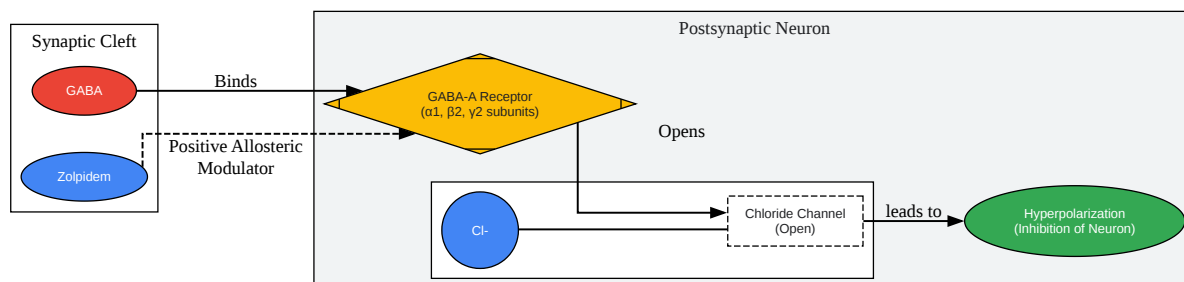 Synaptic Cleft
GABA
Zolpidem
Binds
Positive Allosteric
Modulator
Postsynaptic Neuron
GABA-A Receptor
(α1, β2, γ2 subunits)
Opens
Cl-
Chloride Channel
(Open)
leads to
Hyperpolarization
(Inhibition of Neuron)